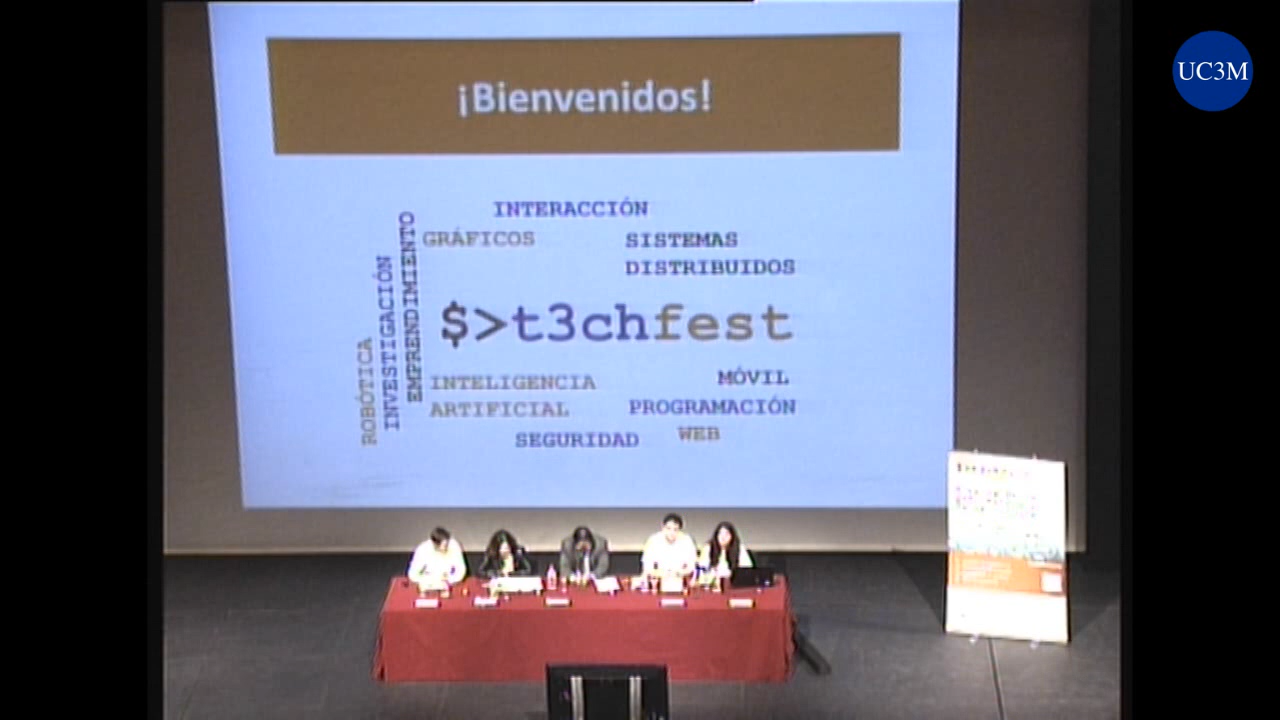 UC3M
¡Bienvenidos!
INTERACCIÓN
GRÁFICOS
SISTEMAS
DISTRIBUIDOS
ROBÓTICA
INVESTIGACIÓN
EMPRENDIMIENTO
$>t3chfest
INTELIGENCIA
ARTIFICIAL
MÓVIL
PROGRAMACIÓN
WEB
SEGURIDAD